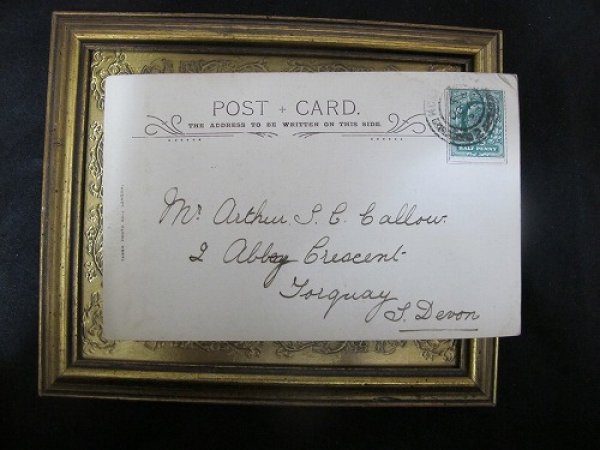 POST + CARD.
THE ADDRESS TO BE WRITTEN ON THIS SIDE.
HALF PENNY
Mr Arthur S. C. Callow.
2 Abbey Crescent
Torquay
S. Devon